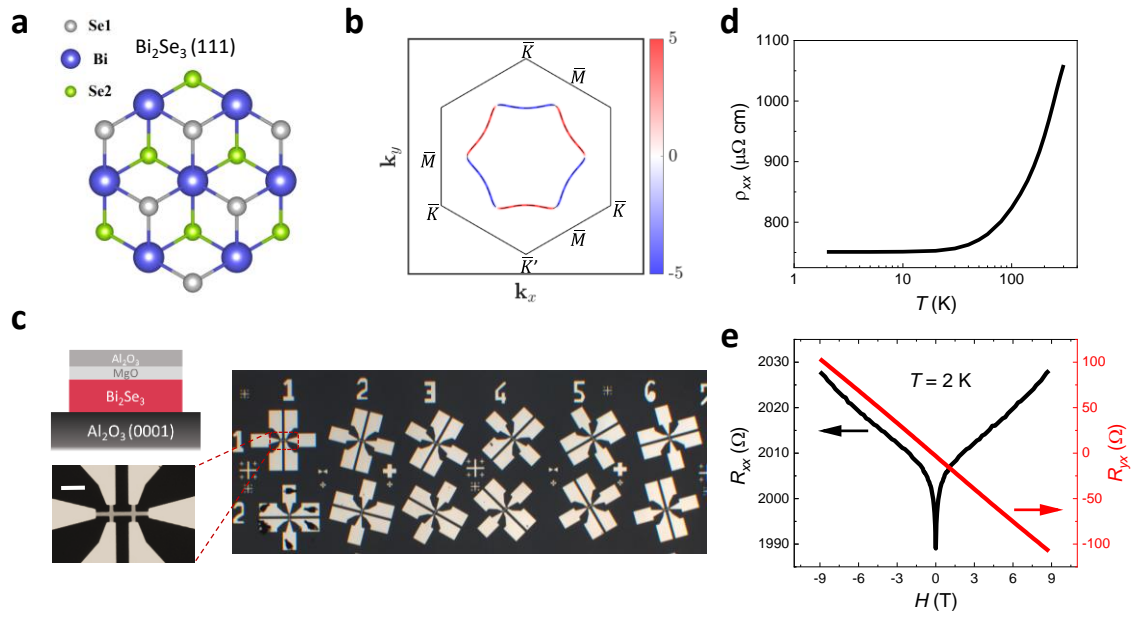 a
Se1
Bi
Se2
Bi₂Se₃ (111)
b
K̅
M̅
M̅
K̅
K̅
M̅
K̅'
k_y
k_x
5
0
-5
c
Al₂O₃
MgO
Bi₂Se₃
Al₂O₃ (0001)
1 2 3 4 5 6
1
2
d
1100
1000
900
800
ρxx (μΩ cm)
1 10 100
T (K)
e
2030
2020
2010
2000
1990
Rxx (Ω)
T = 2 K
100
50
0
-50
-100
Ryx (Ω)
-9 -6 -3 0 3 6 9
H (T)